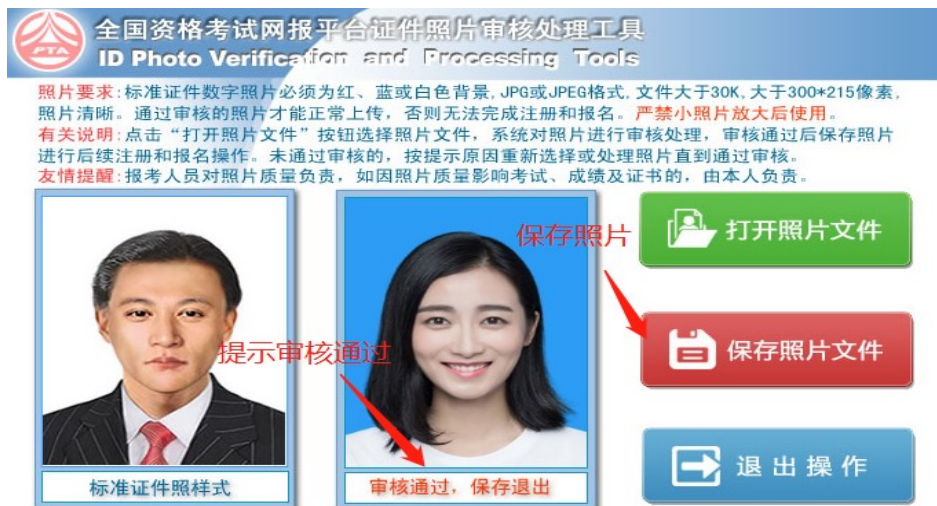 全国资格考试网报平台证件照片审核处理工具
PTA
ID Photo Verification and Processing Tools
照片要求:标准证件数字照片必须为红、蓝或白色背景,JPG或JPEG格式,文件大于30K,大于300*215像素,
照片清晰。通过审核的照片才能正常上传，否则无法完成注册和报名。严禁小照片放大后使用。
有关说明:点击“打开照片文件”按钮选择照片文件，系统对照片进行审核处理，审核通过后保存照片
进行后续注册和报名操作。未通过审核的，按提示原因重新选择或处理照片直到通过审核。
友情提醒:报考人员对照片质量负责，如因照片质量影响考试、成绩及证书的，由本人负责。
保存照片
打开照片文件
提示审核通过
保存照片文件
标准证件照样式
审核通过，保存退出
退出操作